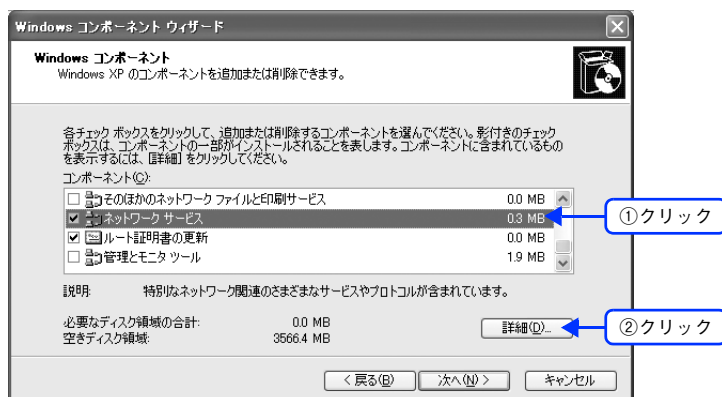 Windows コンポーネント ウィザード
Windows コンポーネント
Windows XP のコンポーネントを追加または削除できます。
各チェック ボックスをクリックして、追加または削除するコンポーネントを選んでください。影付きのチェック
ボックスは、コンポーネントの一部がインストールされることを表します。コンポーネントに含まれているもの
を表示するには、[詳細] をクリックしてください。
コンポーネント(C):
そのほかのネットワーク ファイルと印刷サービス 0.0 MB
ネットワーク サービス 0.3 MB
①クリック
ルート証明書の更新 0.0 MB
管理とモニタ ツール 1.9 MB
説明: 特別なネットワーク関連のさまざまなサービスやプロトコルが含まれています。
必要なディスク領域の合計: 0.0 MB
空きディスク領域: 3566.4 MB
詳細(D)...
②クリック
< 戻る(B) 次へ(N) > キャンセル